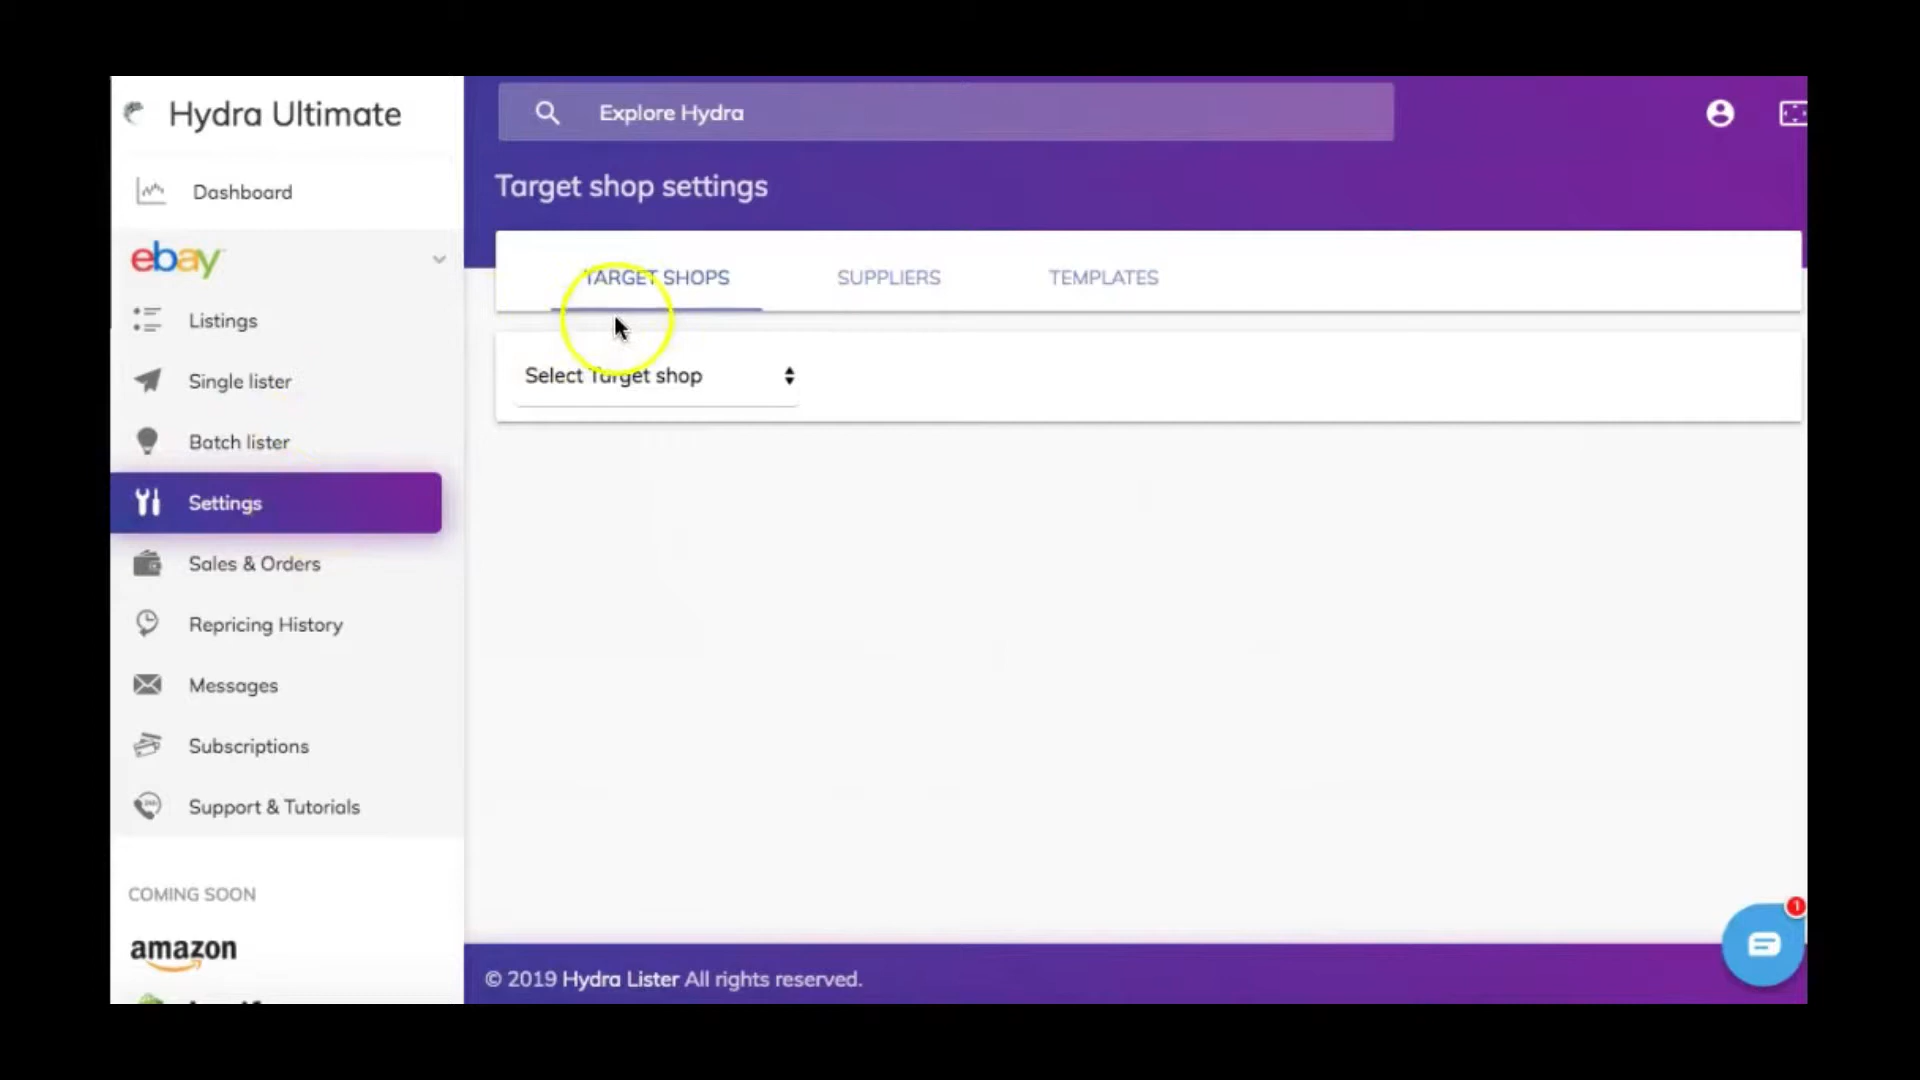 Hydra Ultimate
Explore Hydra
Dashboard
Target shop settings
ebay
TARGET SHOPS
SUPPLIERS
TEMPLATES
Listings
Select Target shop
Single lister
Batch lister
Settings
Sales & Orders
Repricing History
Messages
Subscriptions
Support & Tutorials
COMING SOON
amazon
1
© 2019 Hydra Lister All rights reserved.